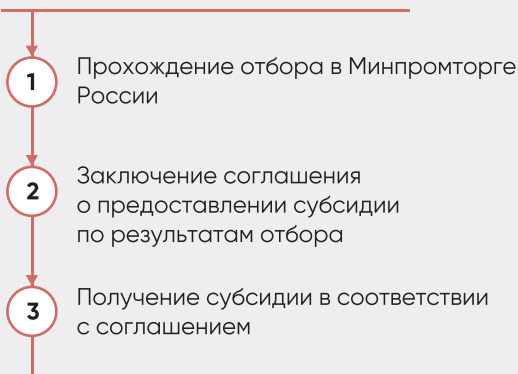 1
Прохождение отбора в Минпромторге
России
2
Заключение соглашения
о предоставлении субсидии
по результатам отбора
3
Получение субсидии в соответствии
с соглашением